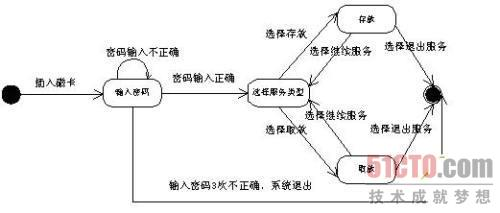 存款
选择存款
选择继续服务
选择退出服务
密码输入不正确
插入磁卡
输入密码
密码输入正确
选择服务类型
选择继续服务
选择取款
选择退出服务
取款
输入密码3次不正确，系统退出
51CTO.com
技术成就梦想